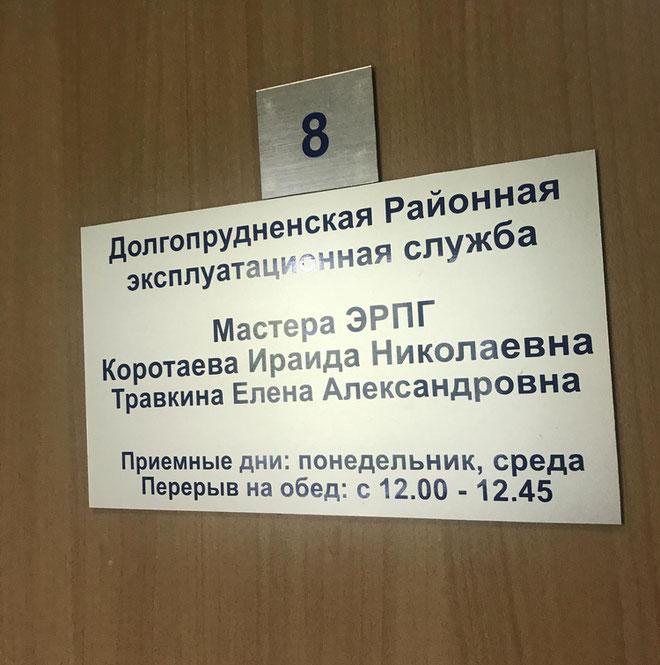 8
Долгопрудненская Районная
эксплуатационная служба
Мастера ЭРПГ
Коротаева Ираида Николаевна
Травкина Елена Александровна
Приемные дни: понедельник, среда
Перерыв на обед: с 12.00 - 12.45